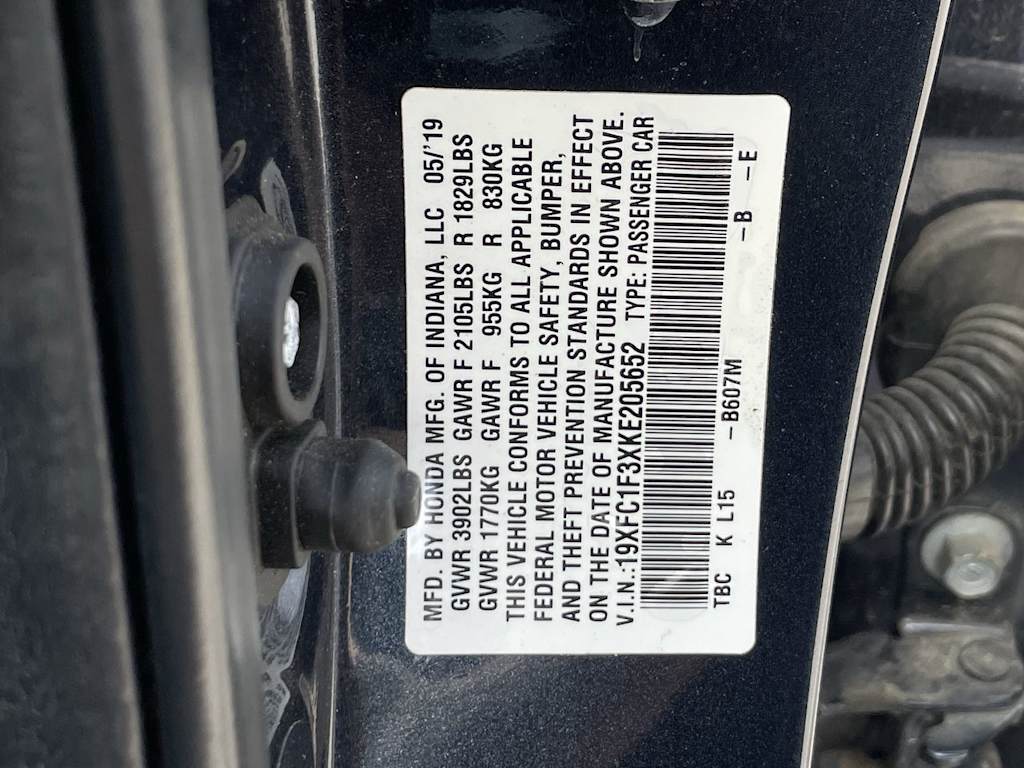 MFD. BY HONDA MFG. OF INDIANA, LLC 05/'19
GVWR 3902LBS GAWR F 2105LBS R 1829LBS
GVWR 1770KG GAWR F 955KG R 830KG
THIS VEHICLE CONFORMS TO ALL APPLICABLE
FEDERAL MOTOR VEHICLE SAFETY, BUMPER,
AND THEFT PREVENTION STANDARDS IN EFFECT
ON THE DATE OF MANUFACTURE SHOWN ABOVE.
V.I.N.:19XFC1F3XKE205652 TYPE: PASSENGER CAR
TBC K L15 -B607M -B -E